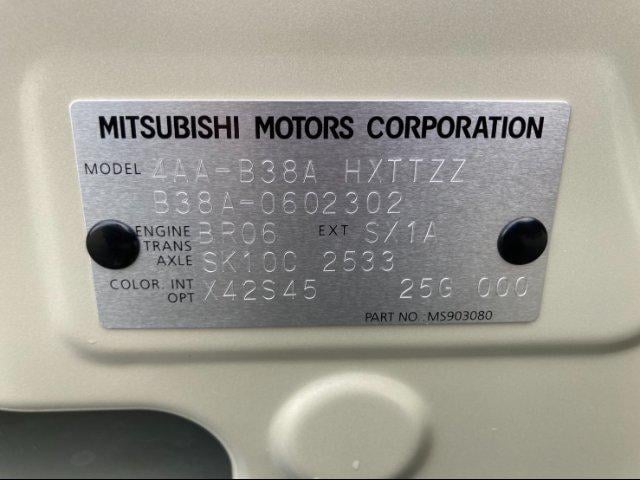 MITSUBISHI MOTORS CORPORATION
MODEL 4AA-B38A HXTTZZ
B38A-0602302
ENGINE BR06 EXT S/1A
TRANS
AXLE SK10C 2533
COLOR. INT X42S45 25G 000
OPT
PART NO : MS903080